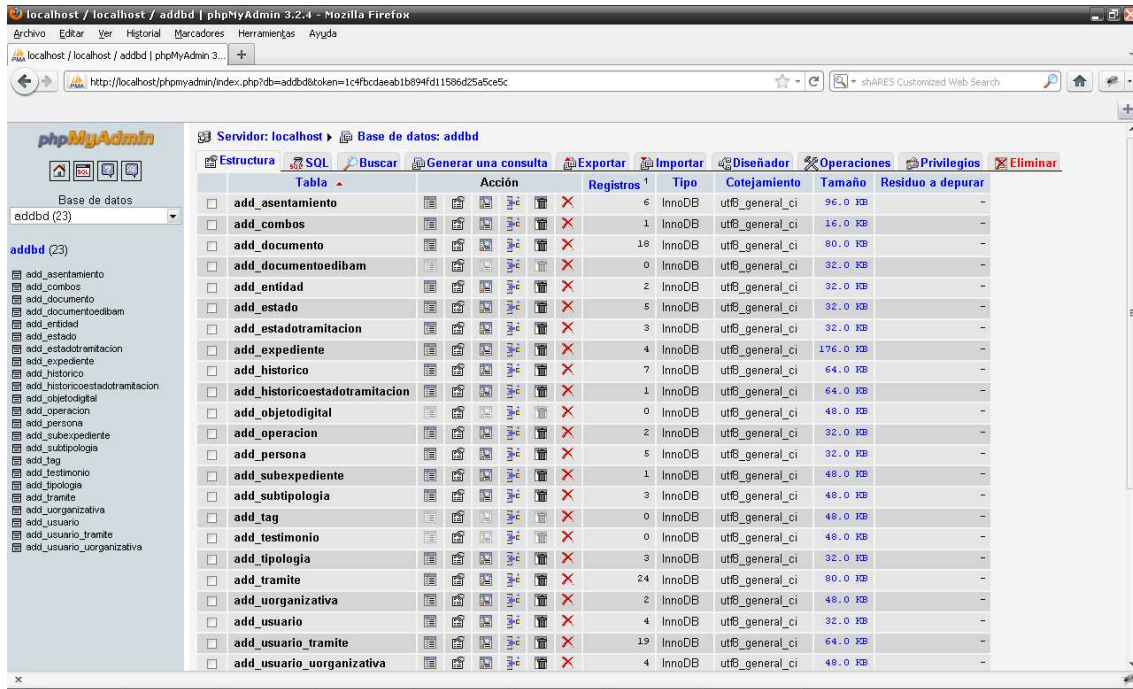 localhost / localhost / addbd | phpMyAdmin 3.2.4 - Mozilla Firefox
Archivo Editar Ver Historial Marcadores Herramientas Ayuda
localhost / localhost / addbd | phpMyAdmin 3... +
http://localhost/phpmyadmin/index.php?db=addbd&token=1c4fbcdaeab1b894fd11586d25a5ce5c shARES Customized Web Search
phpMyAdmin
Base de datos
addbd (23)
addbd (23)
add_asentamiento
add_combos
add_documento
add_documentoedibam
add_entidad
add_estado
add_estadotramitacion
add_expediente
add_historico
add_historicoestadotramitacion
add_objetodigital
add_operacion
add_persona
add_subexpediente
add_subtipologia
add_tag
add_testimonio
add_tipologia
add_tramite
add_uorganizativa
add_usuario
add_usuario_tramite
add_usuario_uorganizativa
Servidor: localhost Base de datos: addbd
Estructura SQL Buscar Generar una consulta Exportar Importar Diseñador Operaciones Privilegios Eliminar
Tabla Acción Registros 1 Tipo Cotejamiento Tamaño Residuo a depurar
add_asentamiento 6 InnoDB utf8_general_ci 96.0 KB -
add_combos 1 InnoDB utf8_general_ci 16.0 KB -
add_documento 18 InnoDB utf8_general_ci 80.0 KB -
add_documentoedibam 0 InnoDB utf8_general_ci 32.0 KB -
add_entidad 2 InnoDB utf8_general_ci 32.0 KB -
add_estado 5 InnoDB utf8_general_ci 32.0 KB -
add_estadotramitacion 3 InnoDB utf8_general_ci 32.0 KB -
add_expediente 4 InnoDB utf8_general_ci 176.0 KB -
add_historico 7 InnoDB utf8_general_ci 64.0 KB -
add_historicoestadotramitacion 1 InnoDB utf8_general_ci 64.0 KB -
add_objetodigital 0 InnoDB utf8_general_ci 48.0 KB -
add_operacion 2 InnoDB utf8_general_ci 32.0 KB -
add_persona 5 InnoDB utf8_general_ci 32.0 KB -
add_subexpediente 1 InnoDB utf8_general_ci 48.0 KB -
add_subtipologia 3 InnoDB utf8_general_ci 48.0 KB -
add_tag 0 InnoDB utf8_general_ci 48.0 KB -
add_testimonio 0 InnoDB utf8_general_ci 48.0 KB -
add_tipologia 3 InnoDB utf8_general_ci 32.0 KB -
add_tramite 24 InnoDB utf8_general_ci 80.0 KB -
add_uorganizativa 2 InnoDB utf8_general_ci 48.0 KB -
add_usuario 4 InnoDB utf8_general_ci 32.0 KB -
add_usuario_tramite 19 InnoDB utf8_general_ci 64.0 KB -
add_usuario_uorganizativa 4 InnoDB utf8_general_ci 48.0 KB -